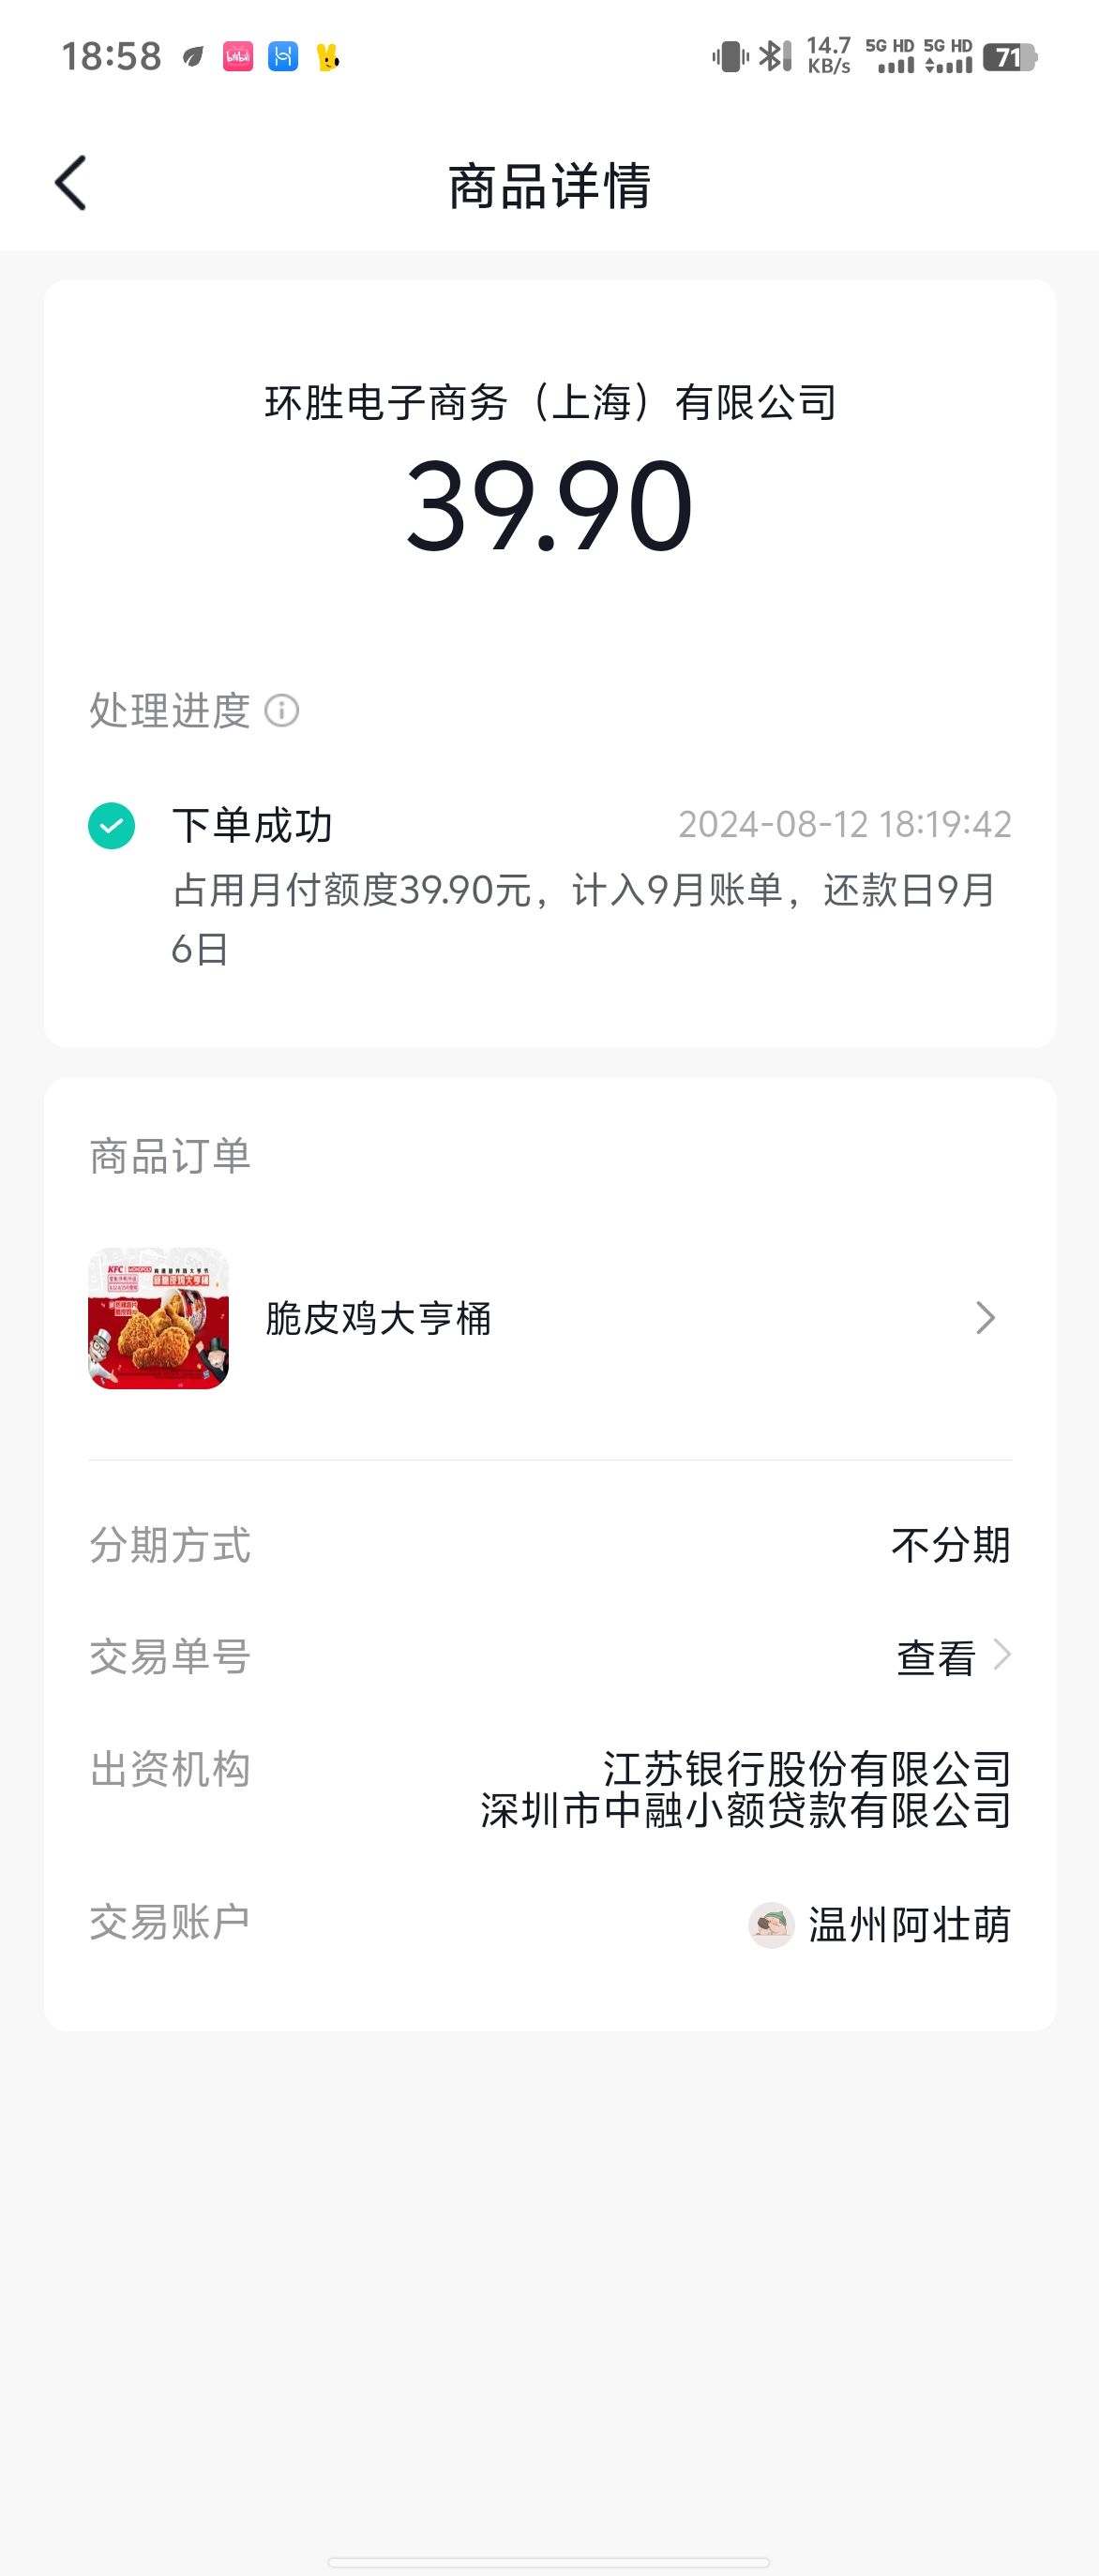 18:58
bilibili
14.7
KB/s
5G HD 5G HD
71
商品详情
环胜电子商务（上海）有限公司
39.90
处理进度
下单成功 2024-08-12 18:19:42
占用月付额度39.90元，计入9月账单，还款日9月
6日
商品订单
KFC MONOPOLY
脆皮鸡大亨桶
分期方式 不分期
交易单号 查看
出资机构 江苏银行股份有限公司
深圳市中融小额贷款有限公司
交易账户 温州阿壮萌